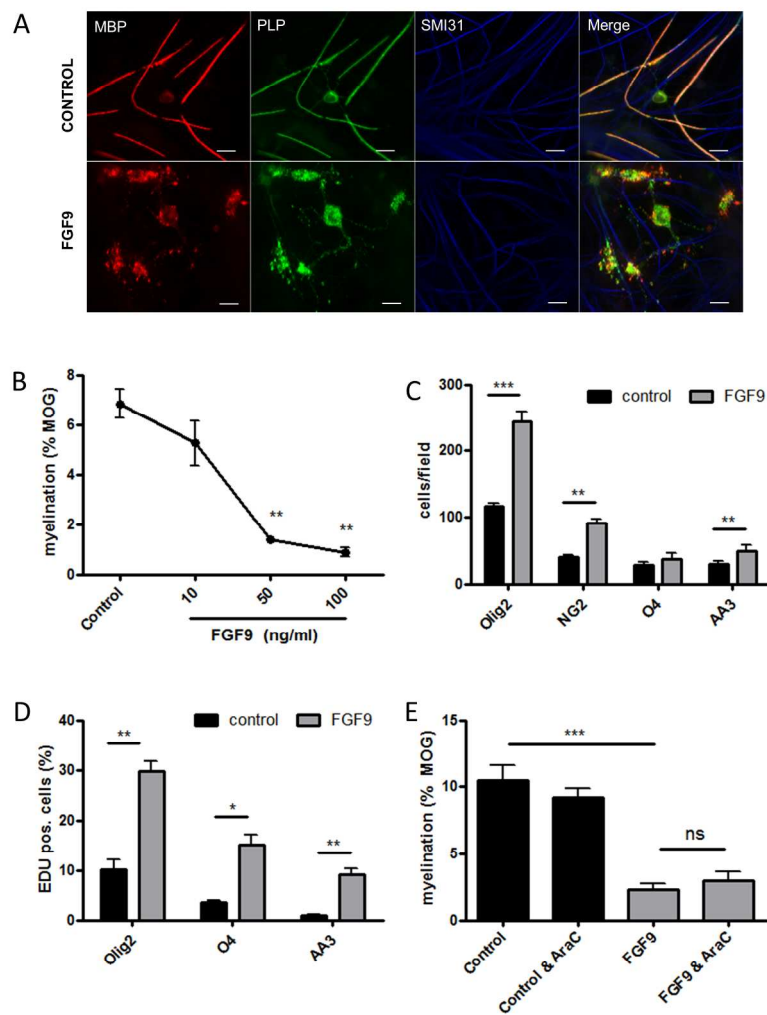 A
MBP PLP SMI31 Merge
CONTROL
FGF9
B
myelination (% MOG)
8
6
4
2
0
Control 10 50 100
FGF9 (ng/ml)
** **
C
cells/field
300
200
100
0
control FGF9
*** ** **
Olig2 NG2 O4 AA3
D
EDU pos. cells (%)
40
30
20
10
0
control FGF9
** * **
Olig2 O4 AA3
E
myelination (% MOG)
15
10
5
0
*** ns
Control Control & AraC FGF9 FGF9 & AraC